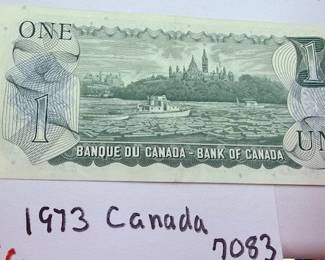 ONE 1
1
BANQUE DU CANADA - BANK OF CANADA
UN
1973 Canada
7083